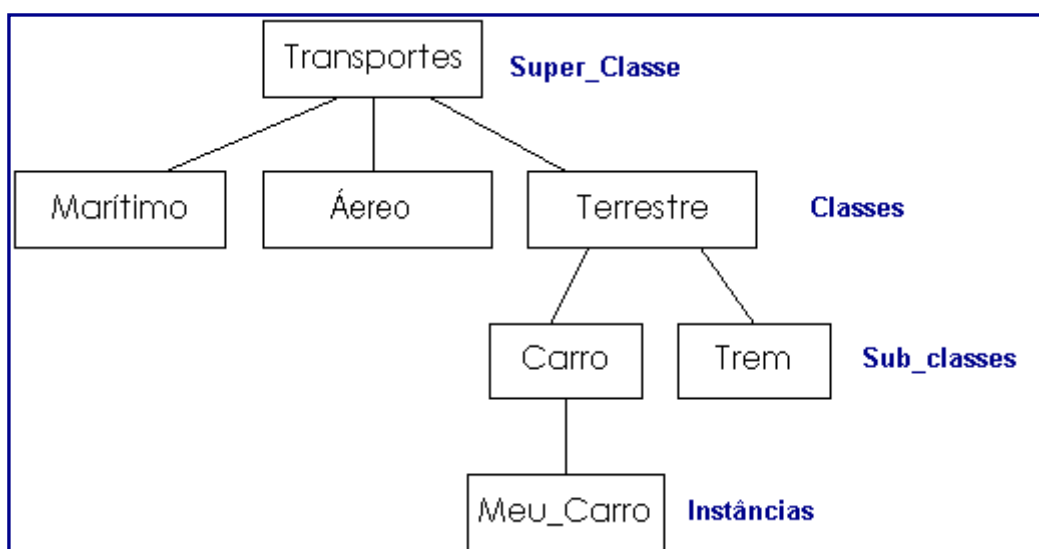 Transportes
Super_Classe
Marítimo
Áereo
Terrestre
Classes
Carro
Trem
Sub_classes
Meu_Carro
Instâncias